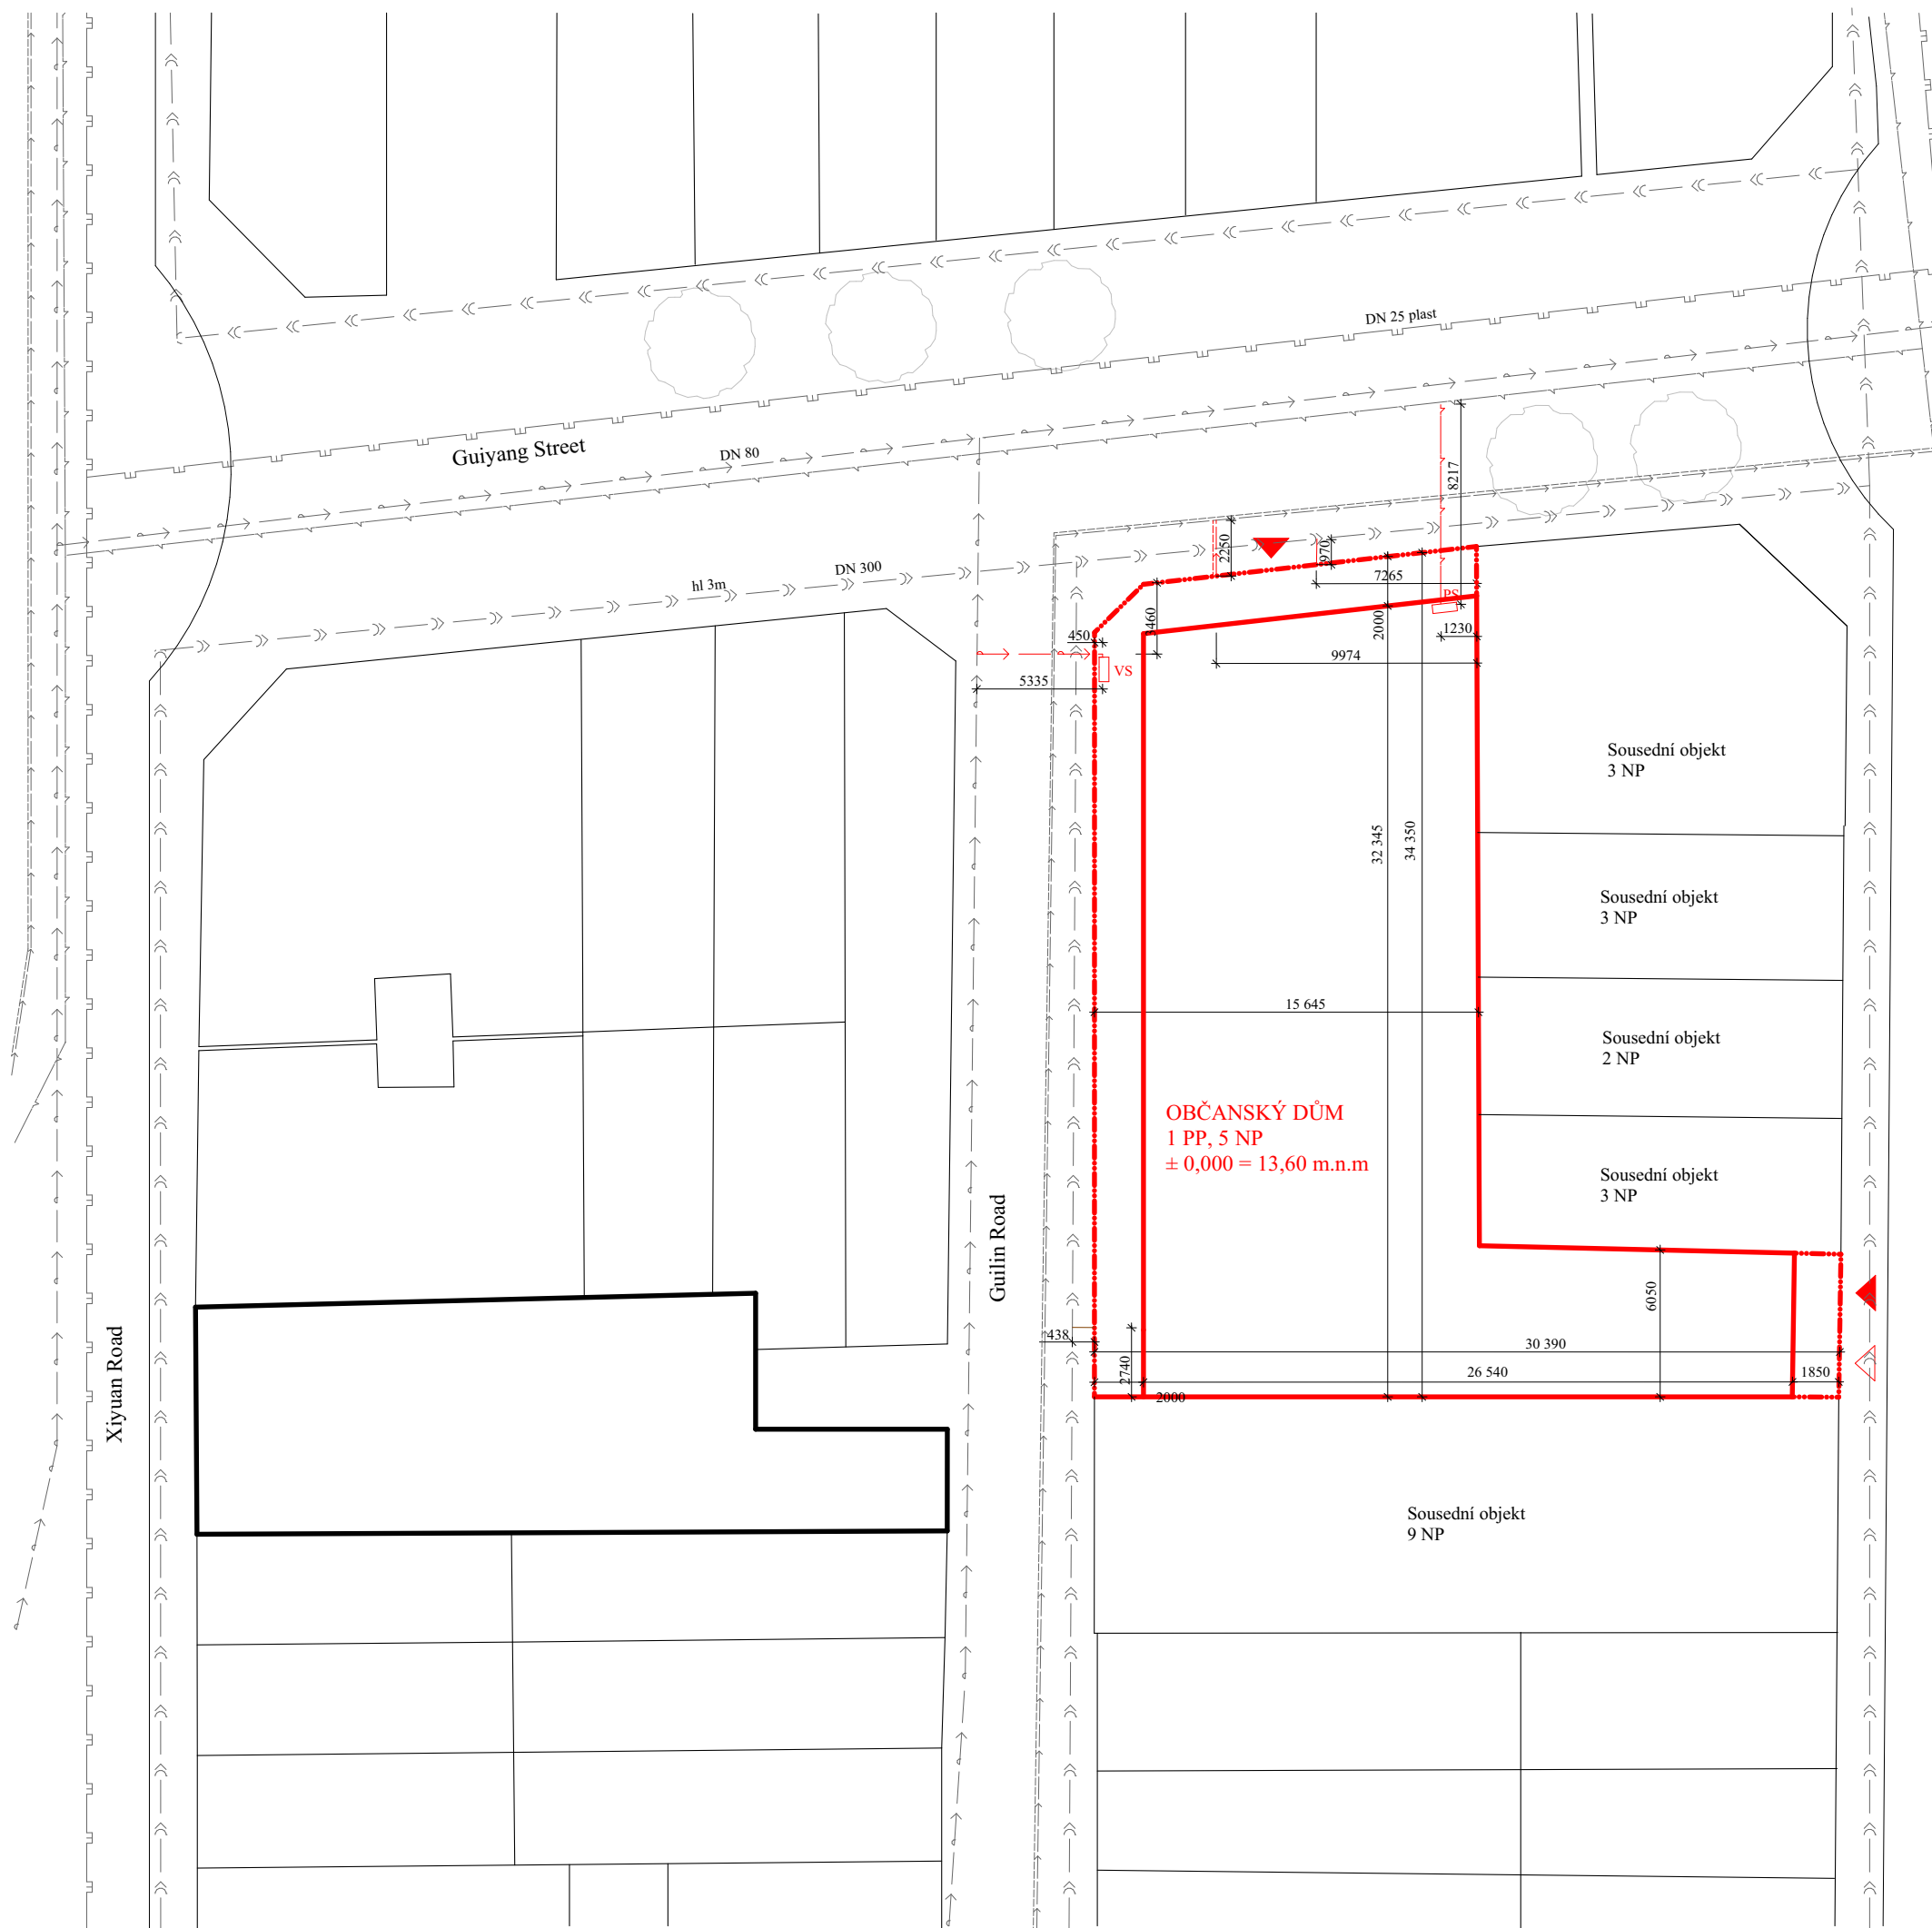 DN 25 plast
Guiyang Street
DN 80
8217
DN 300
hl 3m
2250
970
7265
PS
3460
2000
1230
450
9974
VS
5335
Sousední objekt
3 NP
32 345
34 350
Sousední objekt
3 NP
15 645
Sousední objekt
2 NP
OBČANSKÝ DŮM
1 PP, 5 NP
± 0,000 = 13,60 m.n.m
Sousední objekt
3 NP
Guilin Road
6050
438
30 390
2740
26 540
1850
2000
Xiyuan Road
Sousední objekt
9 NP